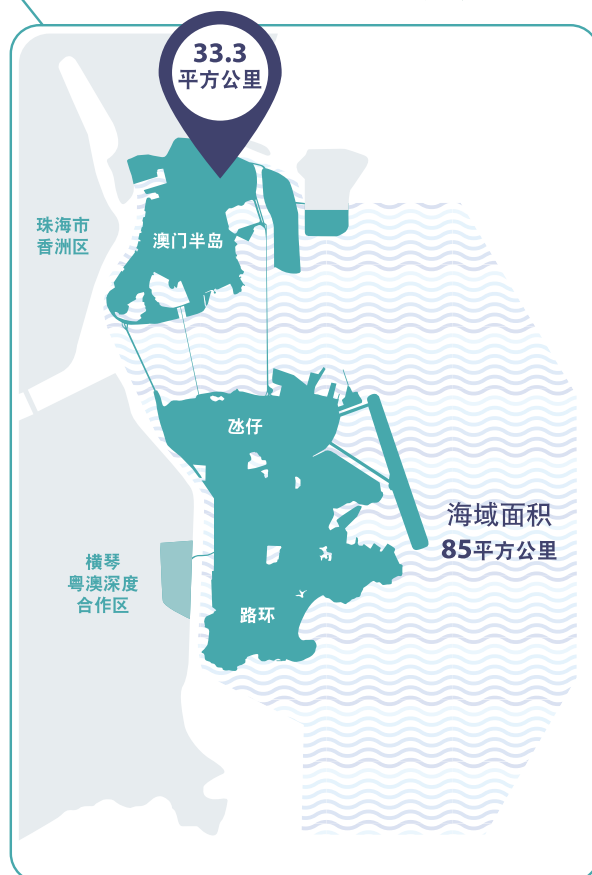 33.3
平方公里
珠海市
香洲区
澳门半岛
氹仔
海域面积
85平方公里
横琴
粤澳深度
合作区
路环